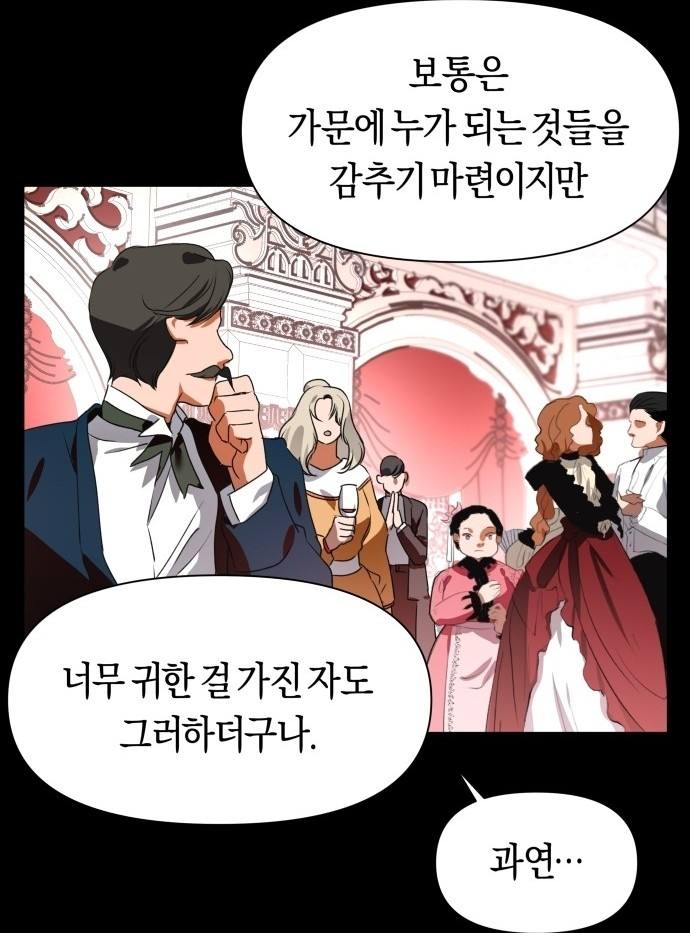 보통은
가문에 누가 되는 것들을
감추기 마련이지만
너무 귀한 걸 가진 자도
그러하더구나.
과연…